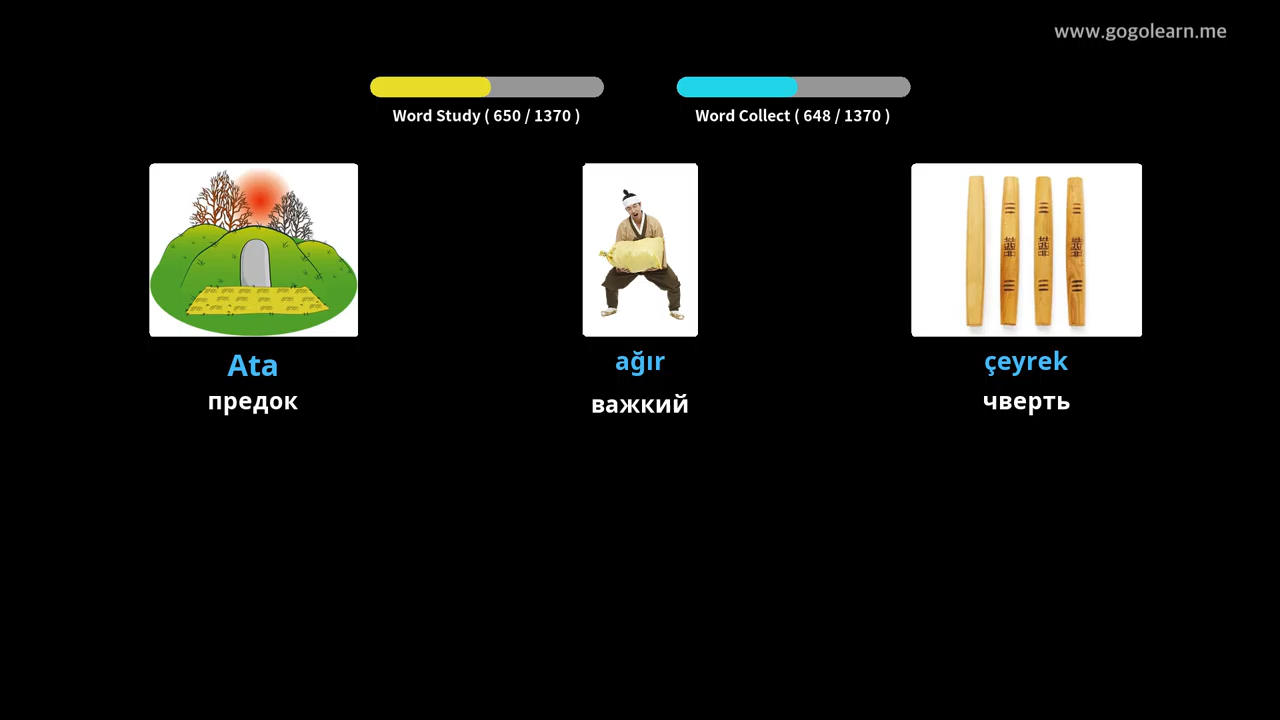 www.gogolearn.me
Word Study ( 650 / 1370 )
Word Collect ( 648 / 1370 )
Ata
ağır
çeyrek
предок
важкий
чверть